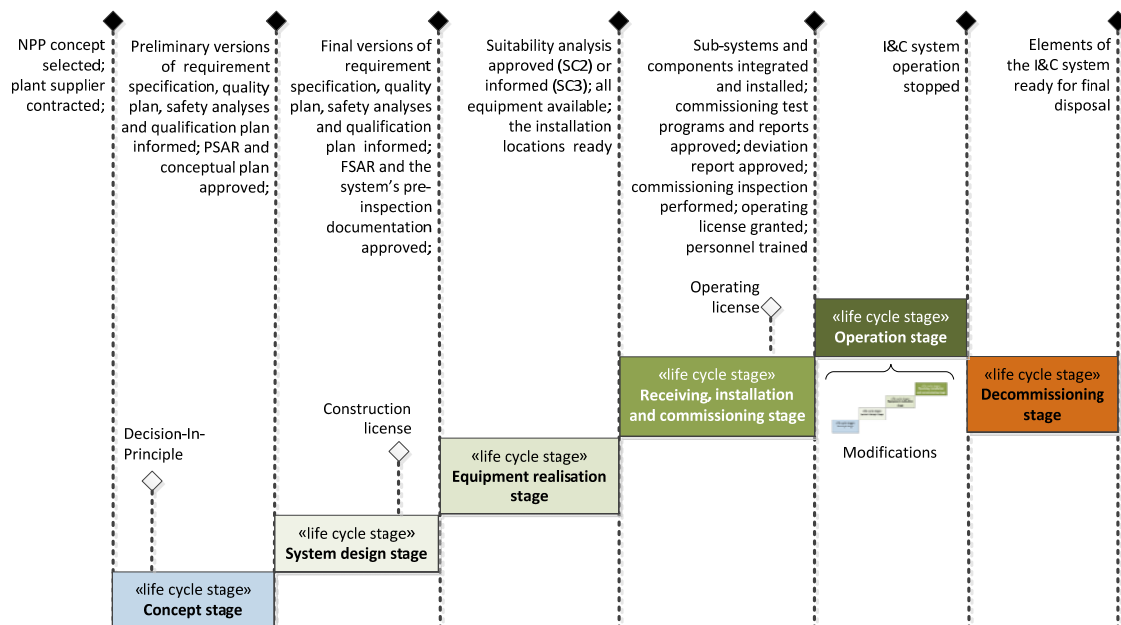 NPP concept
selected;
plant supplier
contracted;
Preliminary versions
of requirement
specification, quality
plan, safety analyses
and qualification plan
informed; PSAR and
conceptual plan
approved;
Final versions of
requirement
specification, quality
plan, safety analyses
and qualification
plan informed;
FSAR and the
system's pre-
inspection
documentation
approved;
Suitability analysis
approved (SC2) or
informed (SC3); all
equipment available;
the installation
locations ready
Sub-systems and
components integrated
and installed;
commissioning test
programs and reports
approved; deviation
report approved;
commissioning inspection
performed; operating
license granted;
personnel trained
I&C system
operation
stopped
Elements of
the I&C system
ready for final
disposal
Operating
license
«life cycle stage»
Operation stage
«life cycle stage»
Receiving, installation
and commissioning stage
«life cycle stage»
Decommissioning
stage
Modifications
Construction
license
Decision-In-
Principle
«life cycle stage»
Equipment realisation
stage
«life cycle stage»
System design stage
«life cycle stage»
Concept stage